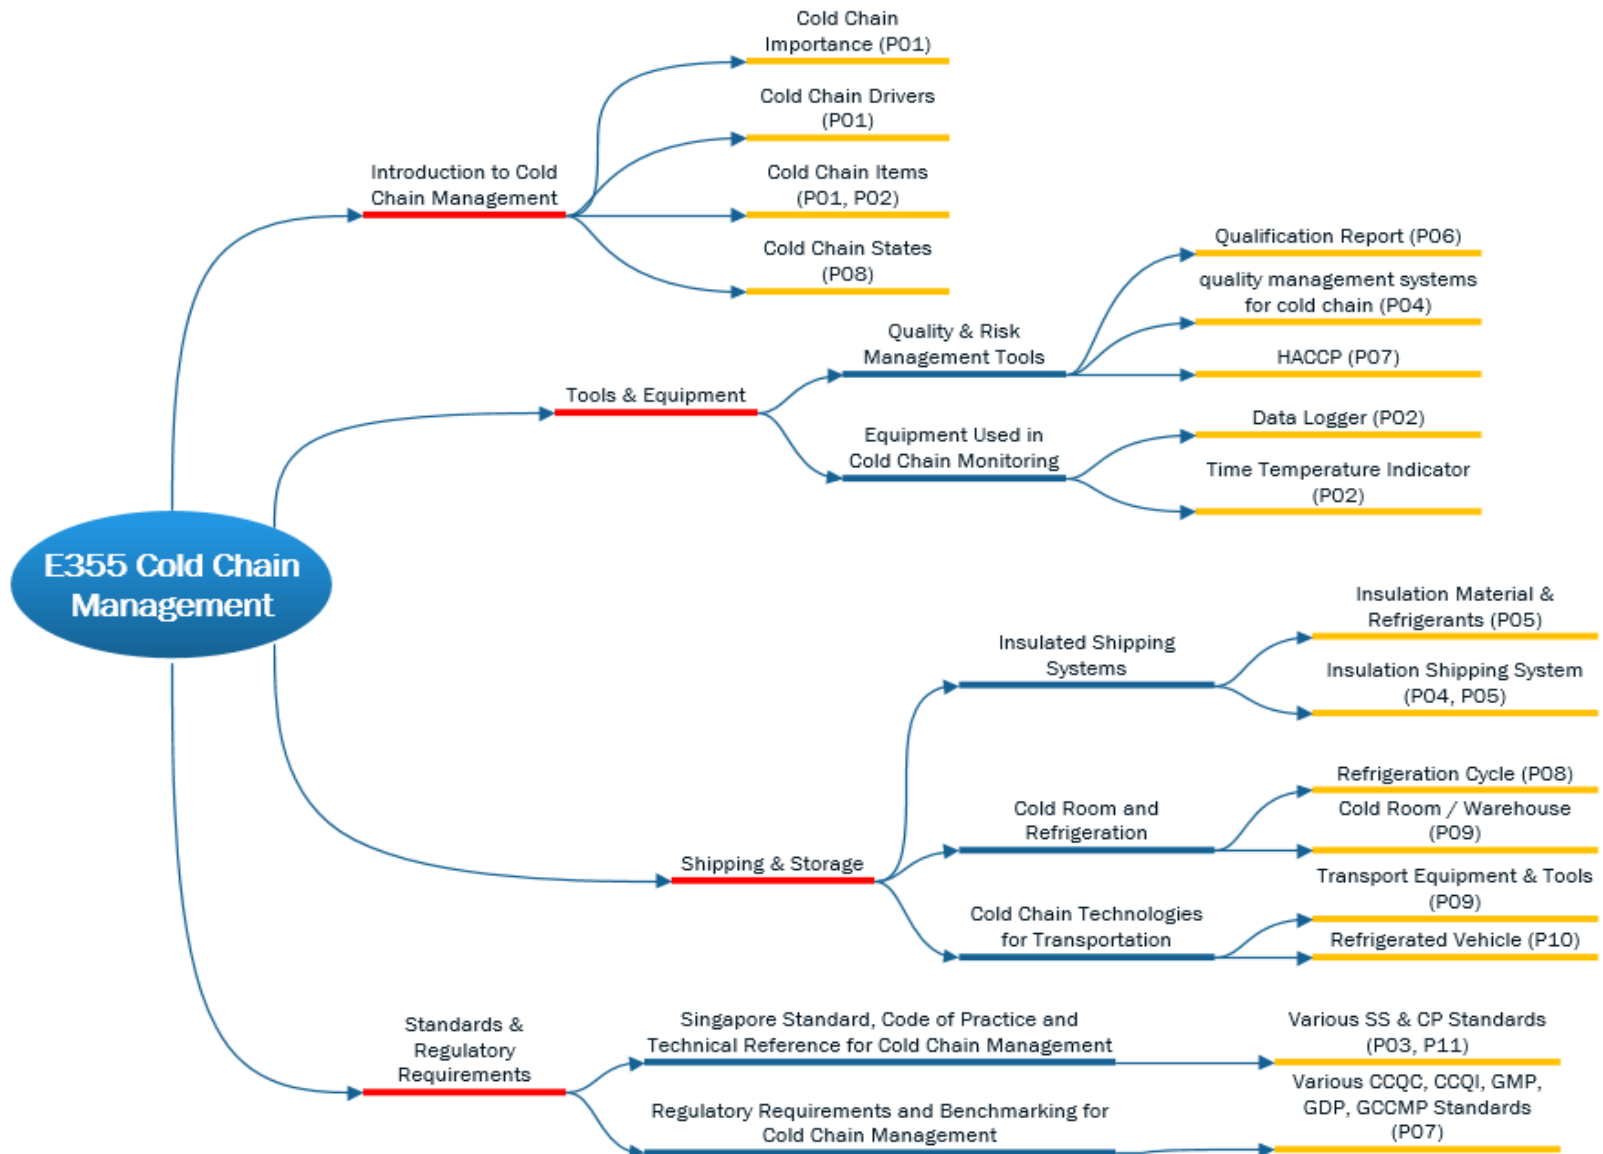 Cold Chain
Importance (P01)
Cold Chain Drivers
(P01)
Introduction to Cold
Chain Management
Cold Chain Items
(P01, P02)
Cold Chain States
(P08)
Qualification Report (P06)
quality management systems
for cold chain (P04)
Quality & Risk
Management Tools
HACCP (P07)
Tools & Equipment
Data Logger (P02)
Equipment Used in
Cold Chain Monitoring
Time Temperature Indicator
(P02)
E355 Cold Chain
Management
Insulation Material &
Refrigerants (P05)
Insulated Shipping
Systems
Insulation Shipping System
(P04, P05)
Refrigeration Cycle (P08)
Cold Room and
Refrigeration
Cold Room / Warehouse
(P09)
Shipping & Storage
Transport Equipment & Tools
(P09)
Cold Chain Technologies
for Transportation
Refrigerated Vehicle (P10)
Standards &
Regulatory
Requirements
Singapore Standard, Code of Practice and
Technical Reference for Cold Chain Management
Various SS & CP Standards
(P03, P11)
Regulatory Requirements and Benchmarking for
Cold Chain Management
Various CCQC, CCQI, GMP,
GDP, GCCMP Standards
(P07)